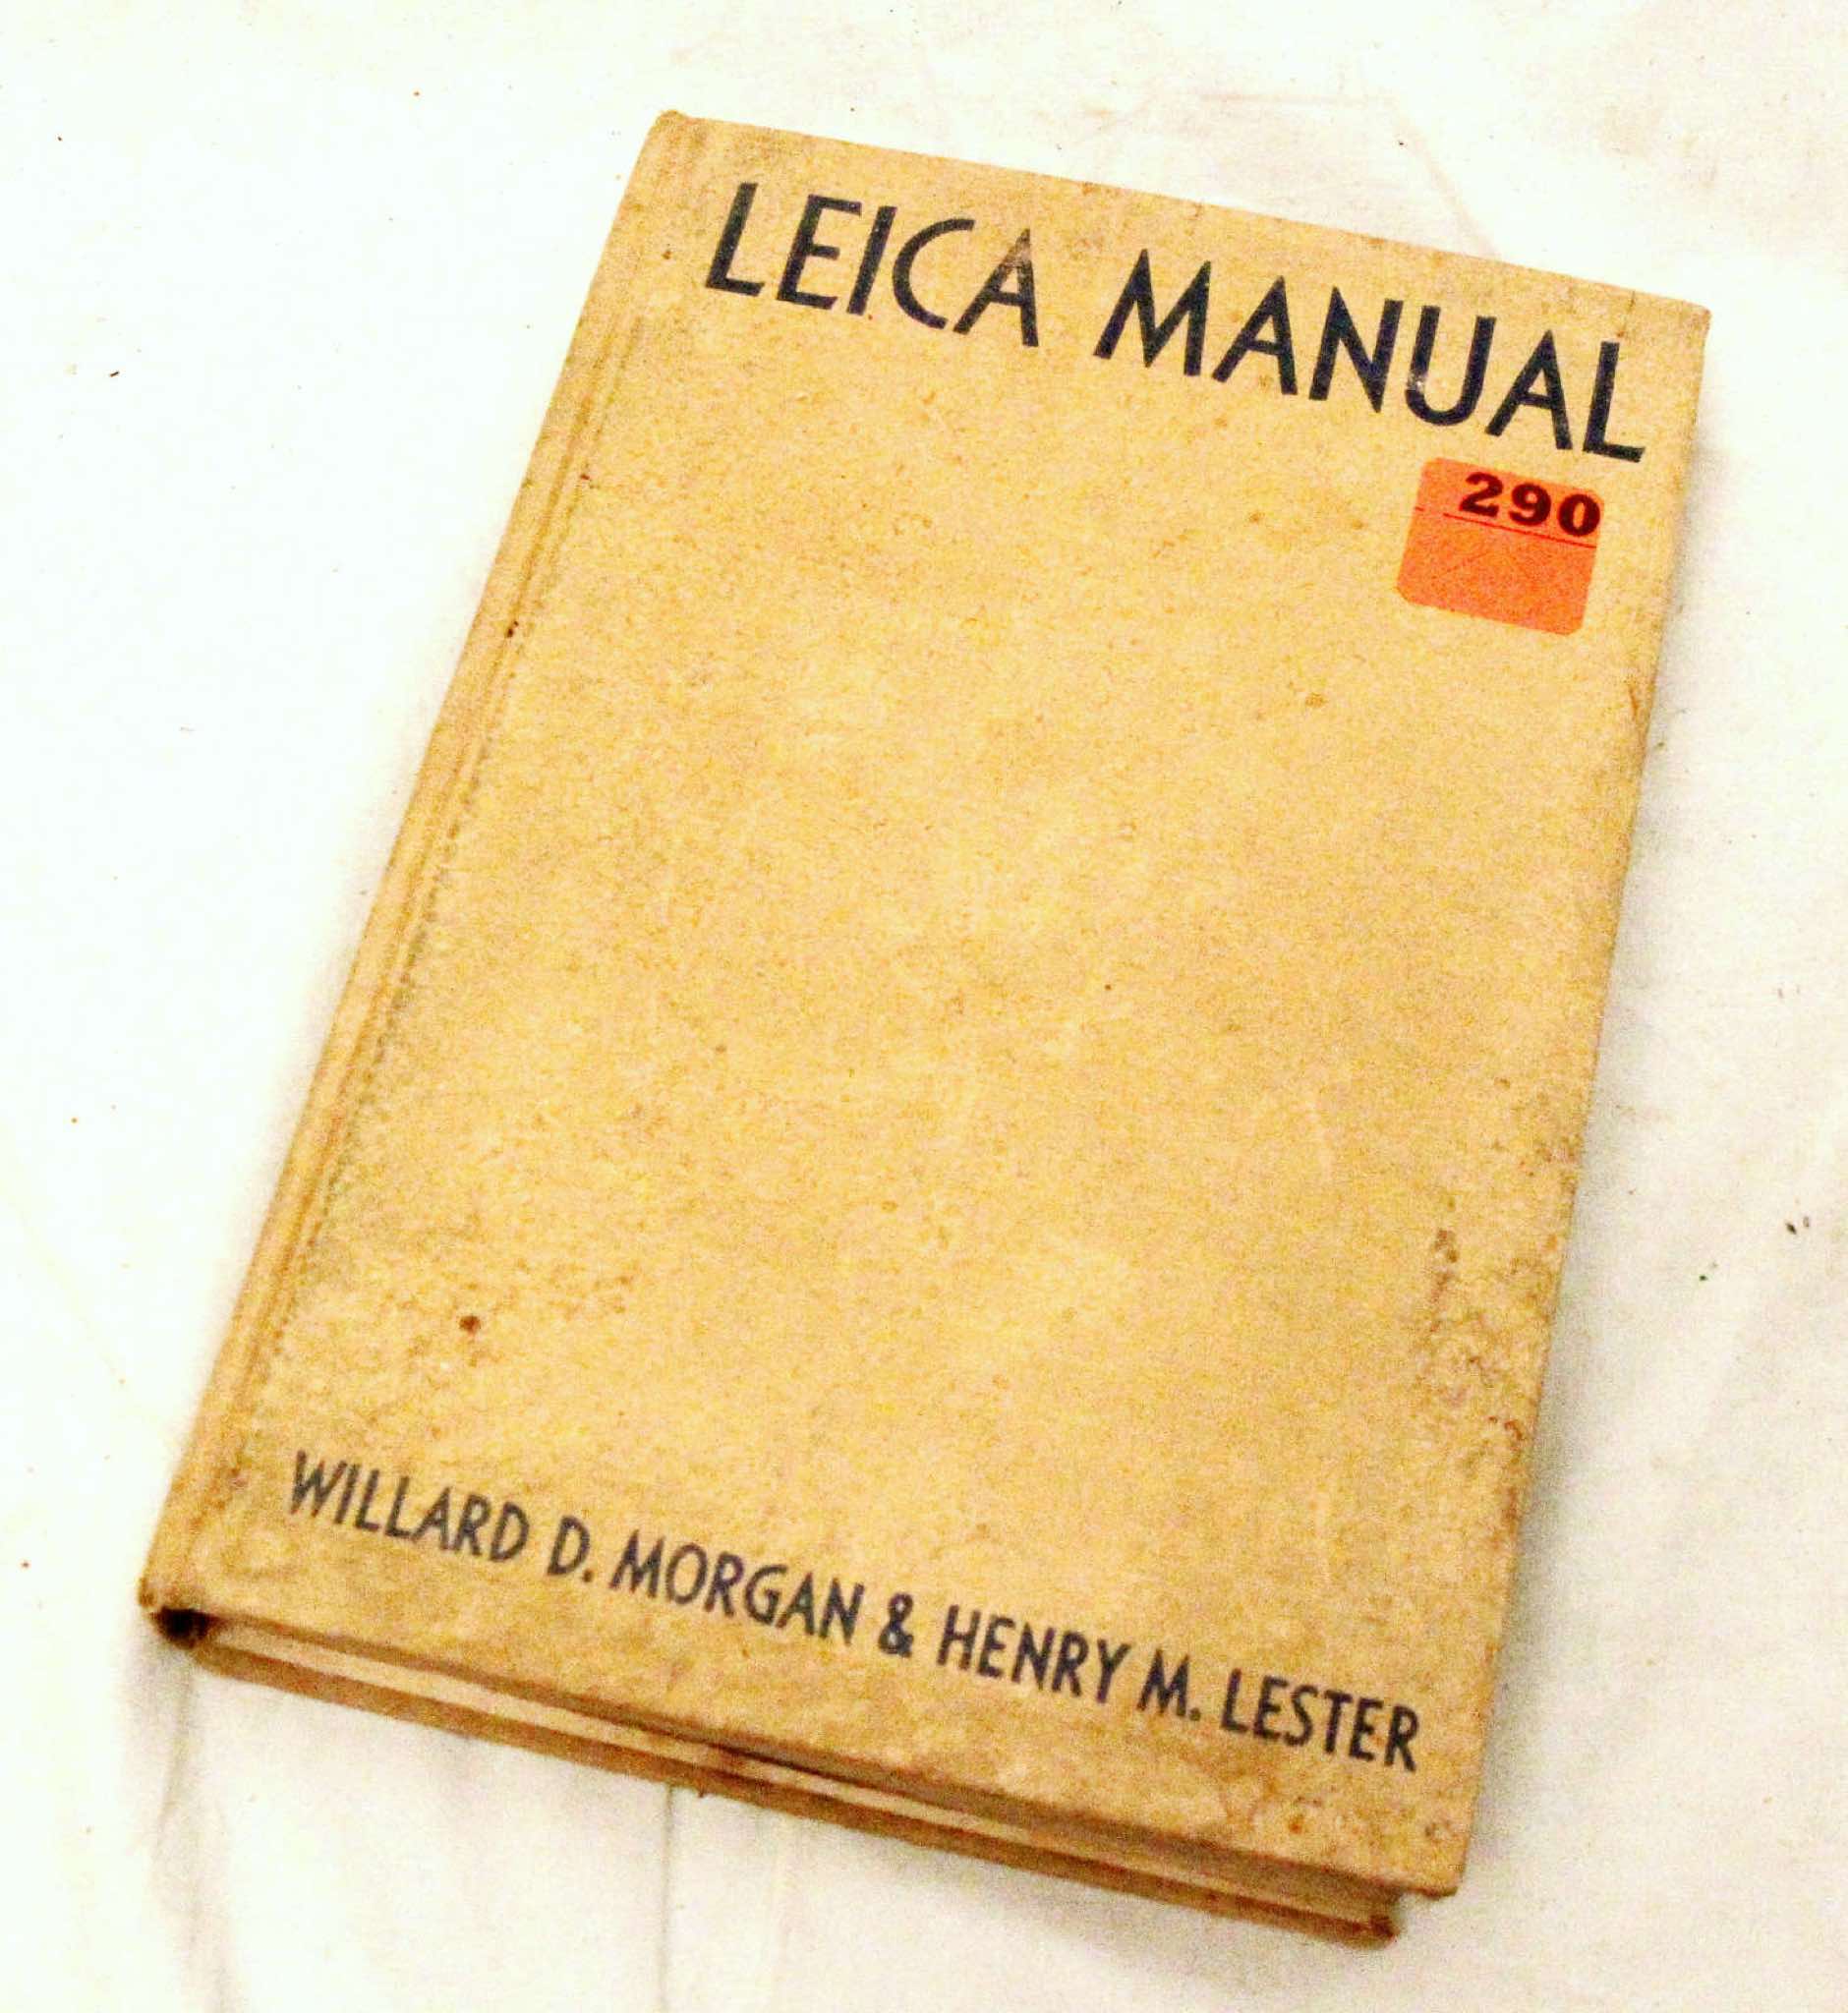 LEICA MANUAL
290
WILLARD D. MORGAN & HENRY M. LESTER